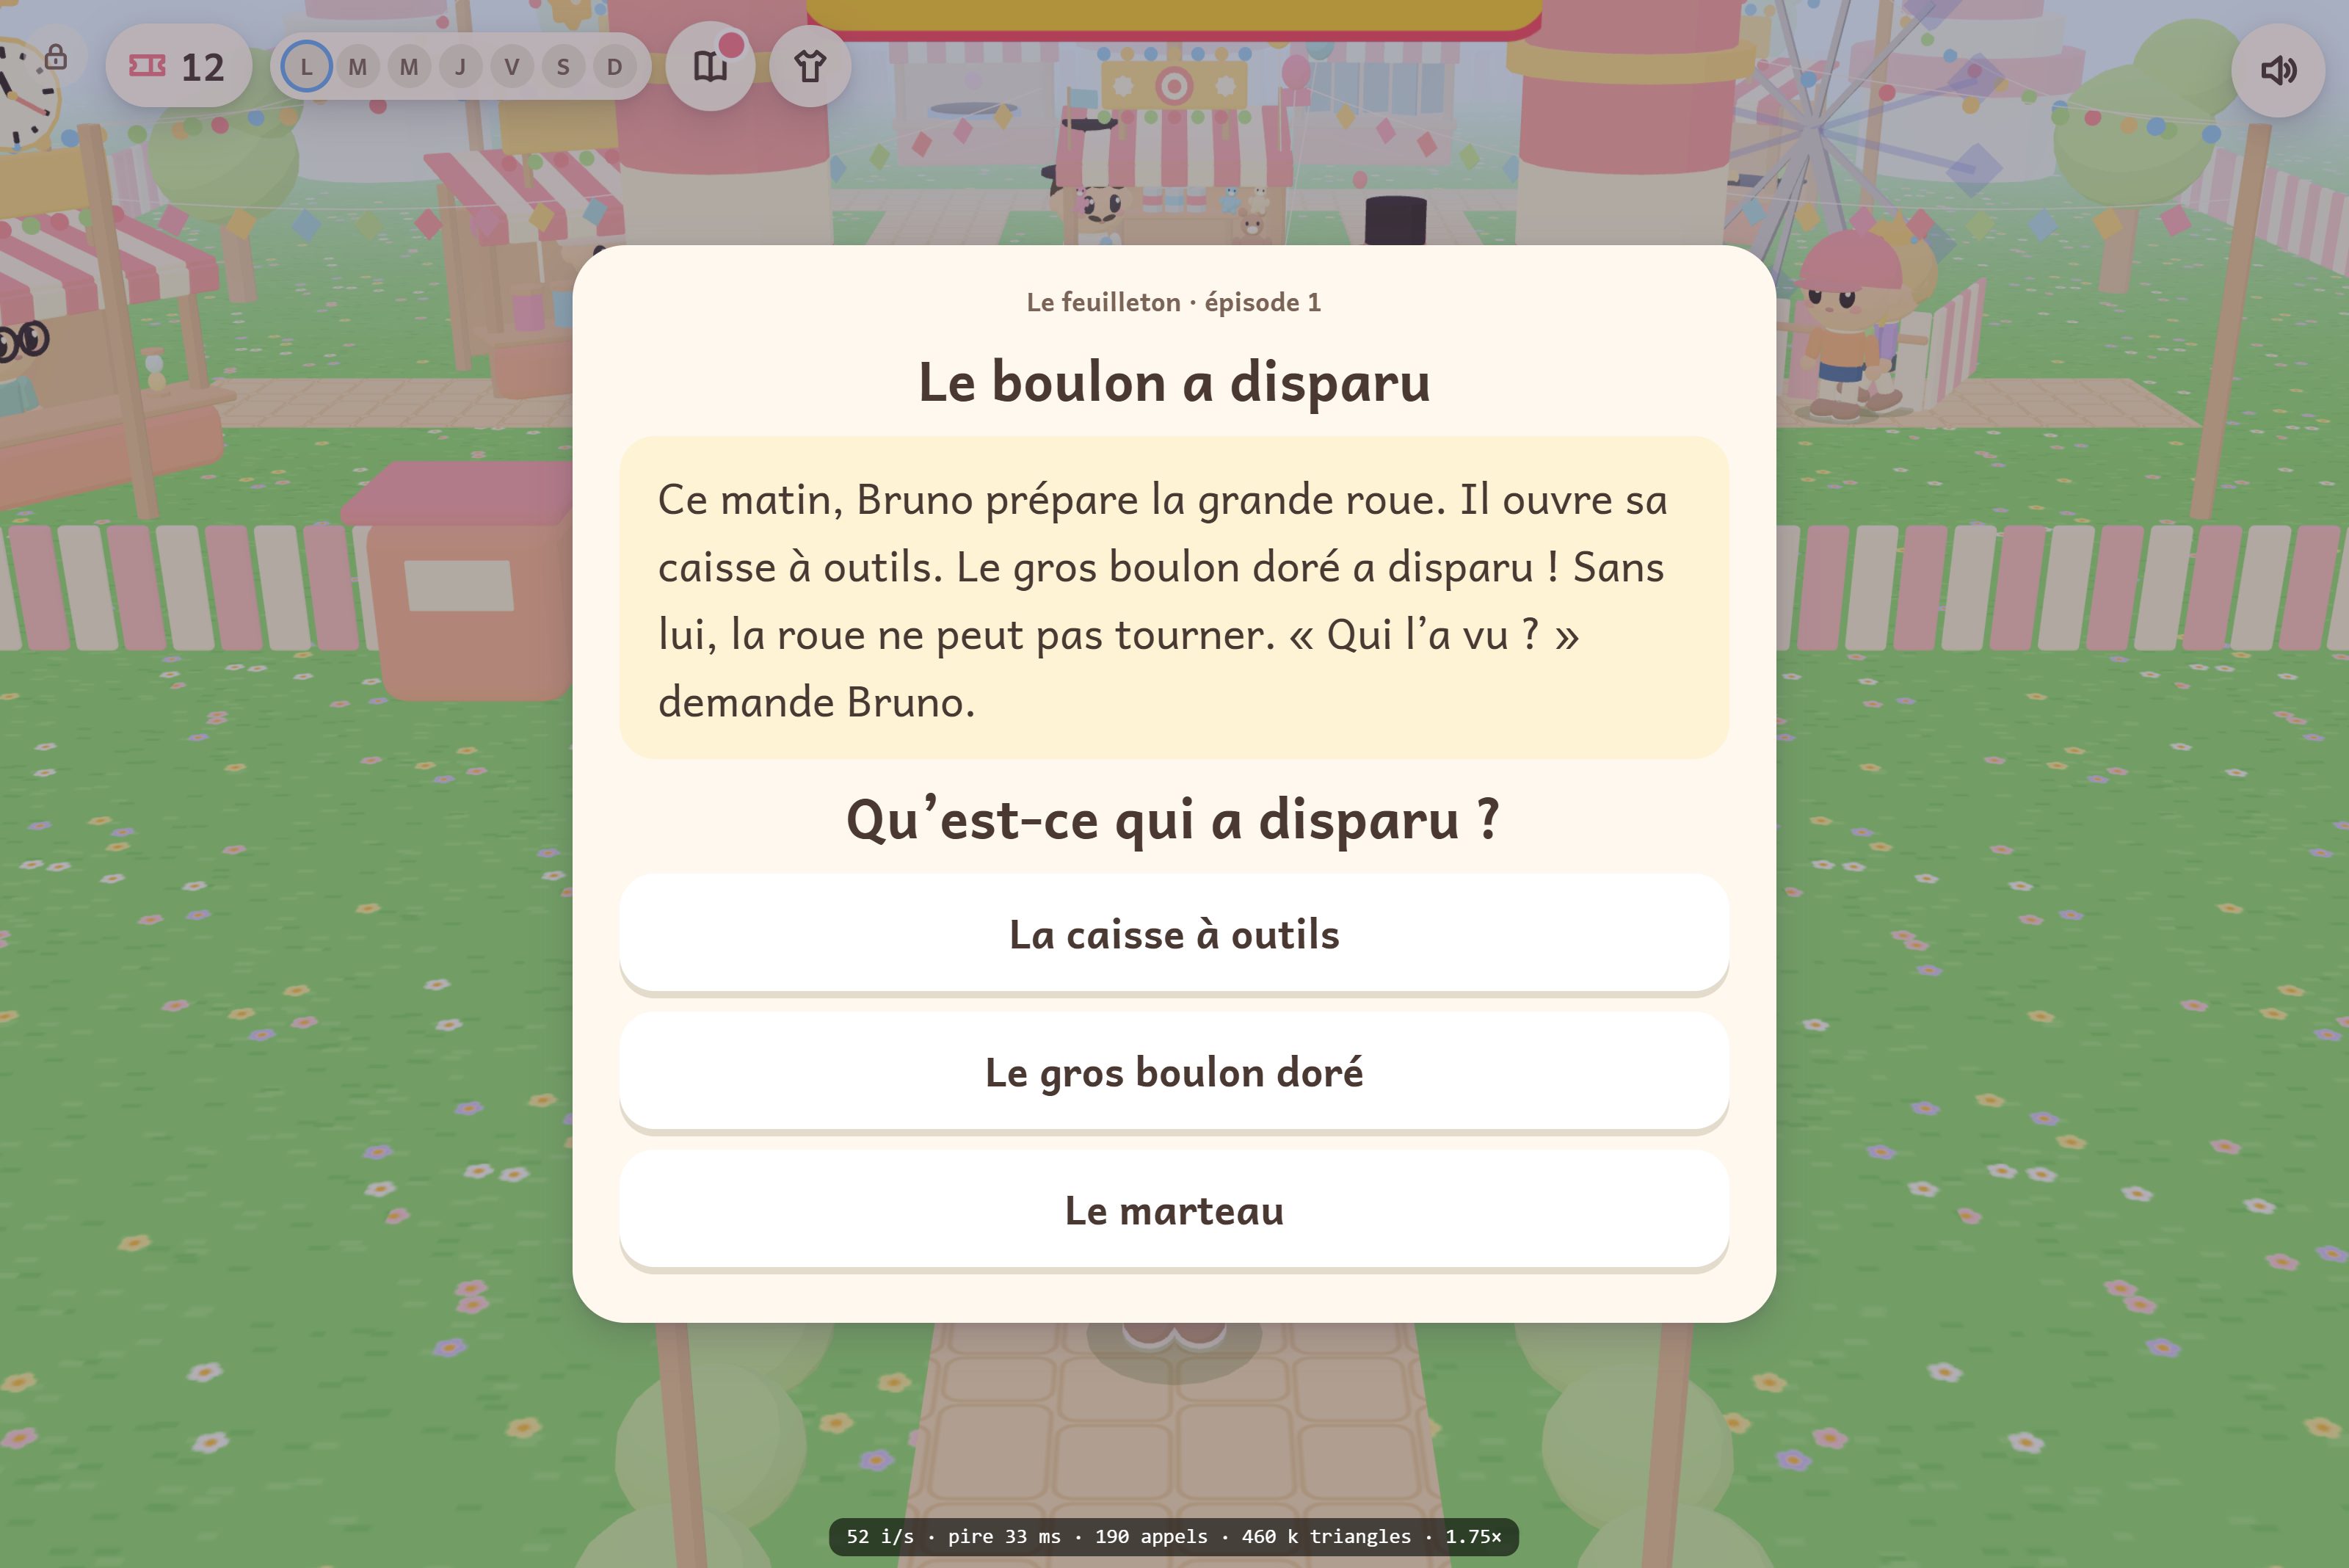 12
L M M J V S D
Le feuilleton · épisode 1
Le boulon a disparu
Ce matin, Bruno prépare la grande roue. Il ouvre sa
caisse à outils. Le gros boulon doré a disparu ! Sans
lui, la roue ne peut pas tourner. « Qui l’a vu ? »
demande Bruno.
Qu’est-ce qui a disparu ?
La caisse à outils
Le gros boulon doré
Le marteau
52 i/s · pire 33 ms · 190 appels · 460 k triangles · 1.75×